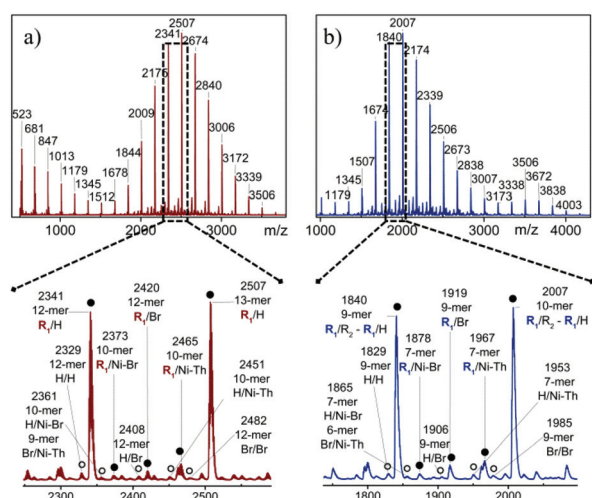 a)
2507
2341
2674
2175
2840
2009
3006
523
681
847
1013
1179
1345
1512
1678
1844
3172
3339
3506
1000
2000
3000
m/z
b)
2007
1840
2174
1674
2339
2506
2673
2838
3007
3173
3338
3506
3672
3838
4003
1507
1345
1179
1000
1500
2000
2500
3000
3500
4000
m/z
2341
12-mer
R1/H
2329
12-mer
H/H
2361
10-mer
H/Ni-Br
9-mer
Br/Ni-Th
2373
10-mer
R1/Ni-Br
2420
12-mer
R1/Br
2408
12-mer
H/Br
2465
10-mer
R1/Ni-Th
2507
13-mer
R1/H
2451
10-mer
H/Ni-Th
2482
12-mer
Br/Br
2300
2400
2500
m/z
1840
9-mer
R1/R2 - R1/H
1829
9-mer
H/H
1865
7-mer
H/Ni-Br
6-mer
Br/Ni-Th
1878
7-mer
R1/Ni-Br
1919
9-mer
R1/Br
1906
9-mer
H/Br
1967
7-mer
R1/Ni-Th
2007
10-mer
R1/R2 - R1/H
1953
7-mer
H/Ni-Th
1985
9-mer
Br/Br
1800
1900
2000
m/z